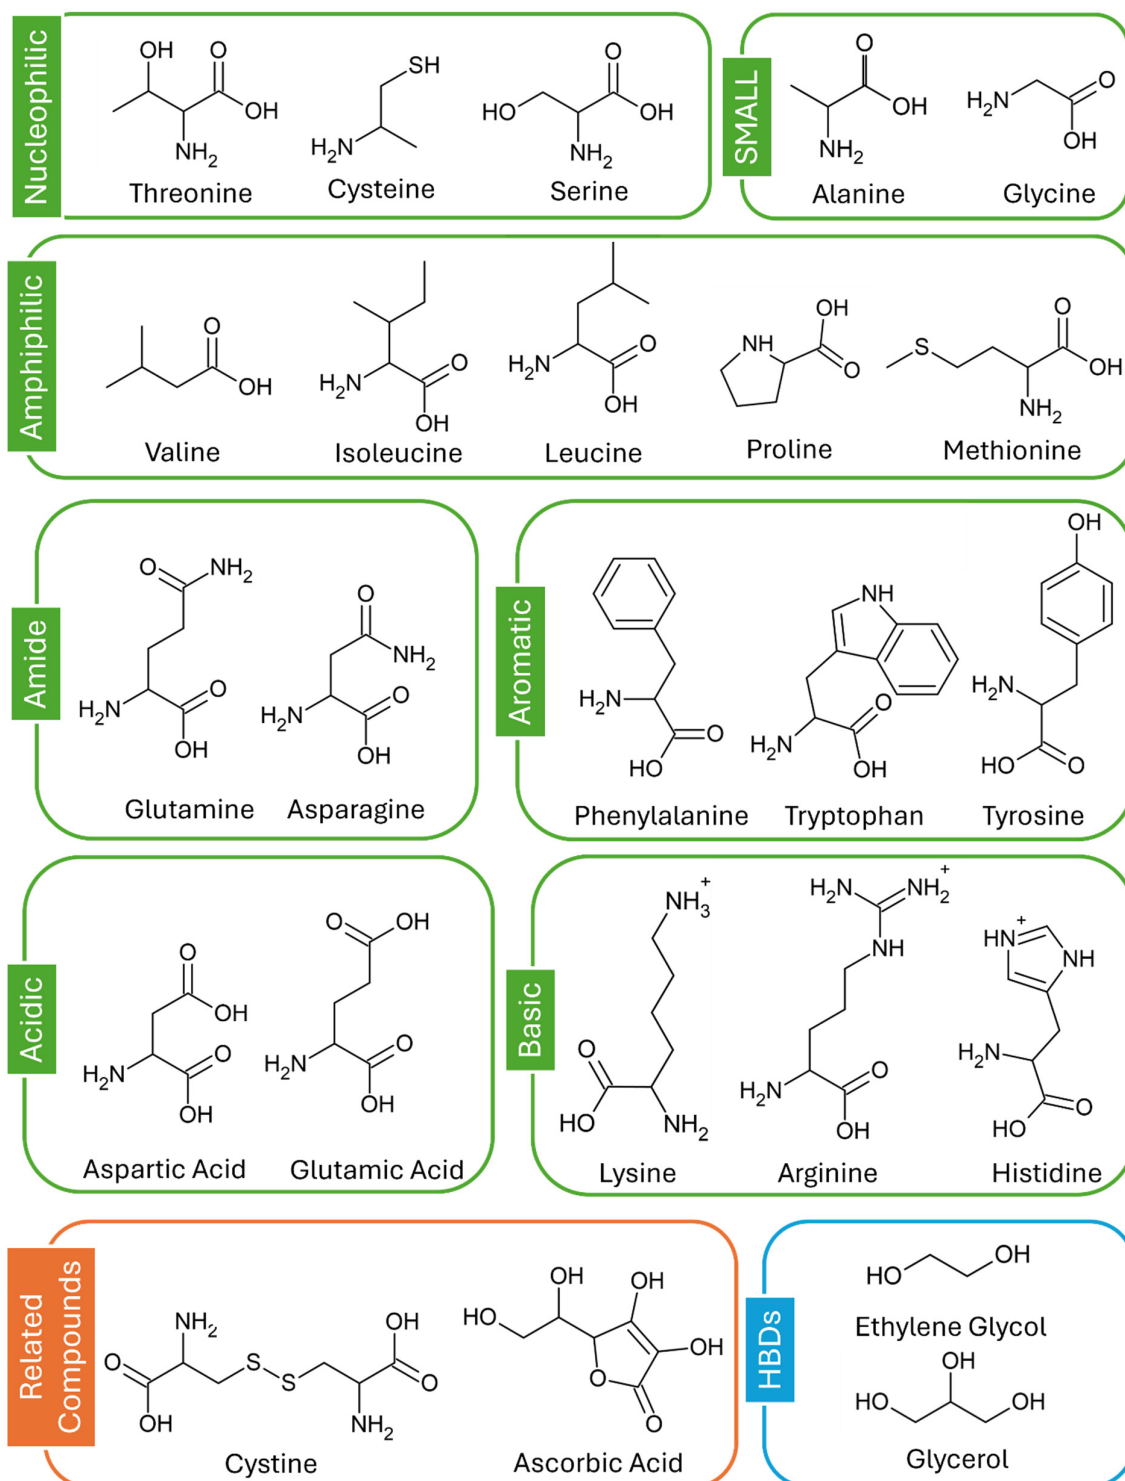 Nucleophilic
OH O
OH
NH2
Threonine
SH
H2N
Cysteine
O
HO OH
NH2
Serine
SMALL
O
OH
NH2
Alanine
H2N O
OH
Glycine
Amphiphilic
O
OH
Valine
H2N O
OH
Isoleucine
H2N O
OH
Leucine
NH OH
O
Proline
S O
OH
NH2
Methionine
Amide
O NH2
H2N O
OH
Glutamine
O
NH2
H2N O
OH
Asparagine
Aromatic
H2N
O
HO
Phenylalanine
NH
O
H2N
OH
Tryptophan
OH
H2N
HO O
Tyrosine
Acidic
O
OH
H2N O
OH
Aspartic Acid
O OH
H2N O
OH
Glutamic Acid
Basic
NH3+
O
HO NH2
Lysine
H2N NH2+
NH
H2N O
OH
Arginine
HN+
NH
H2N
HO O
Histidine
Related
Compounds
NH2 OH
O S
S O
OH NH2
Cystine
OH OH
HO
OH
O
O
Ascorbic Acid
HBDs
OH
HO
Ethylene Glycol
OH
HO OH
Glycerol